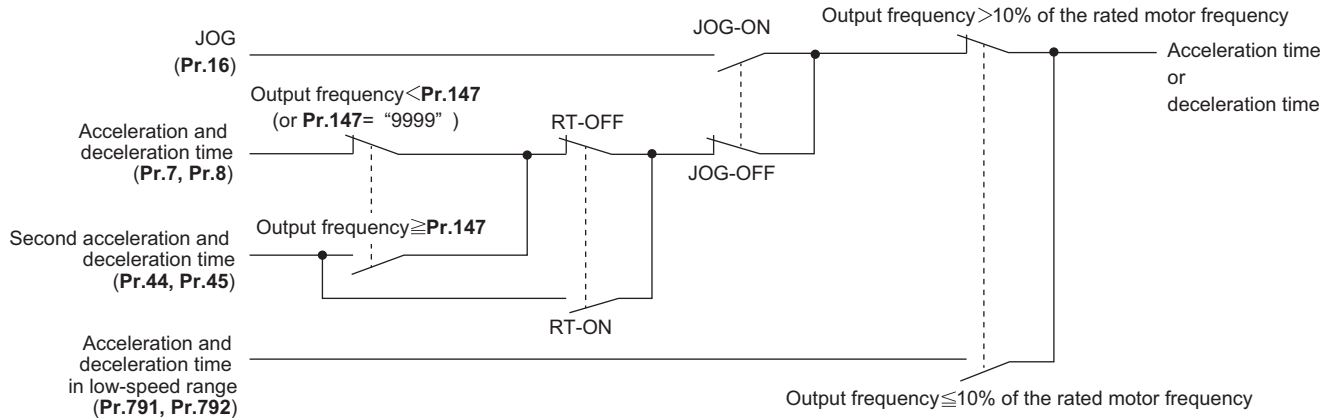 Output frequency＞10% of the rated motor frequency
JOG-ON
JOG
(Pr.16)
Acceleration time
or
deceleration time
Output frequency＜Pr.147
(or Pr.147= “9999” )
RT-OFF
Acceleration and
deceleration time
(Pr.7, Pr.8)
JOG-OFF
Output frequency≧Pr.147
Second acceleration and
deceleration time
(Pr.44, Pr.45)
RT-ON
Acceleration and
deceleration time
in low-speed range
(Pr.791, Pr.792)
Output frequency≦10% of the rated motor frequency